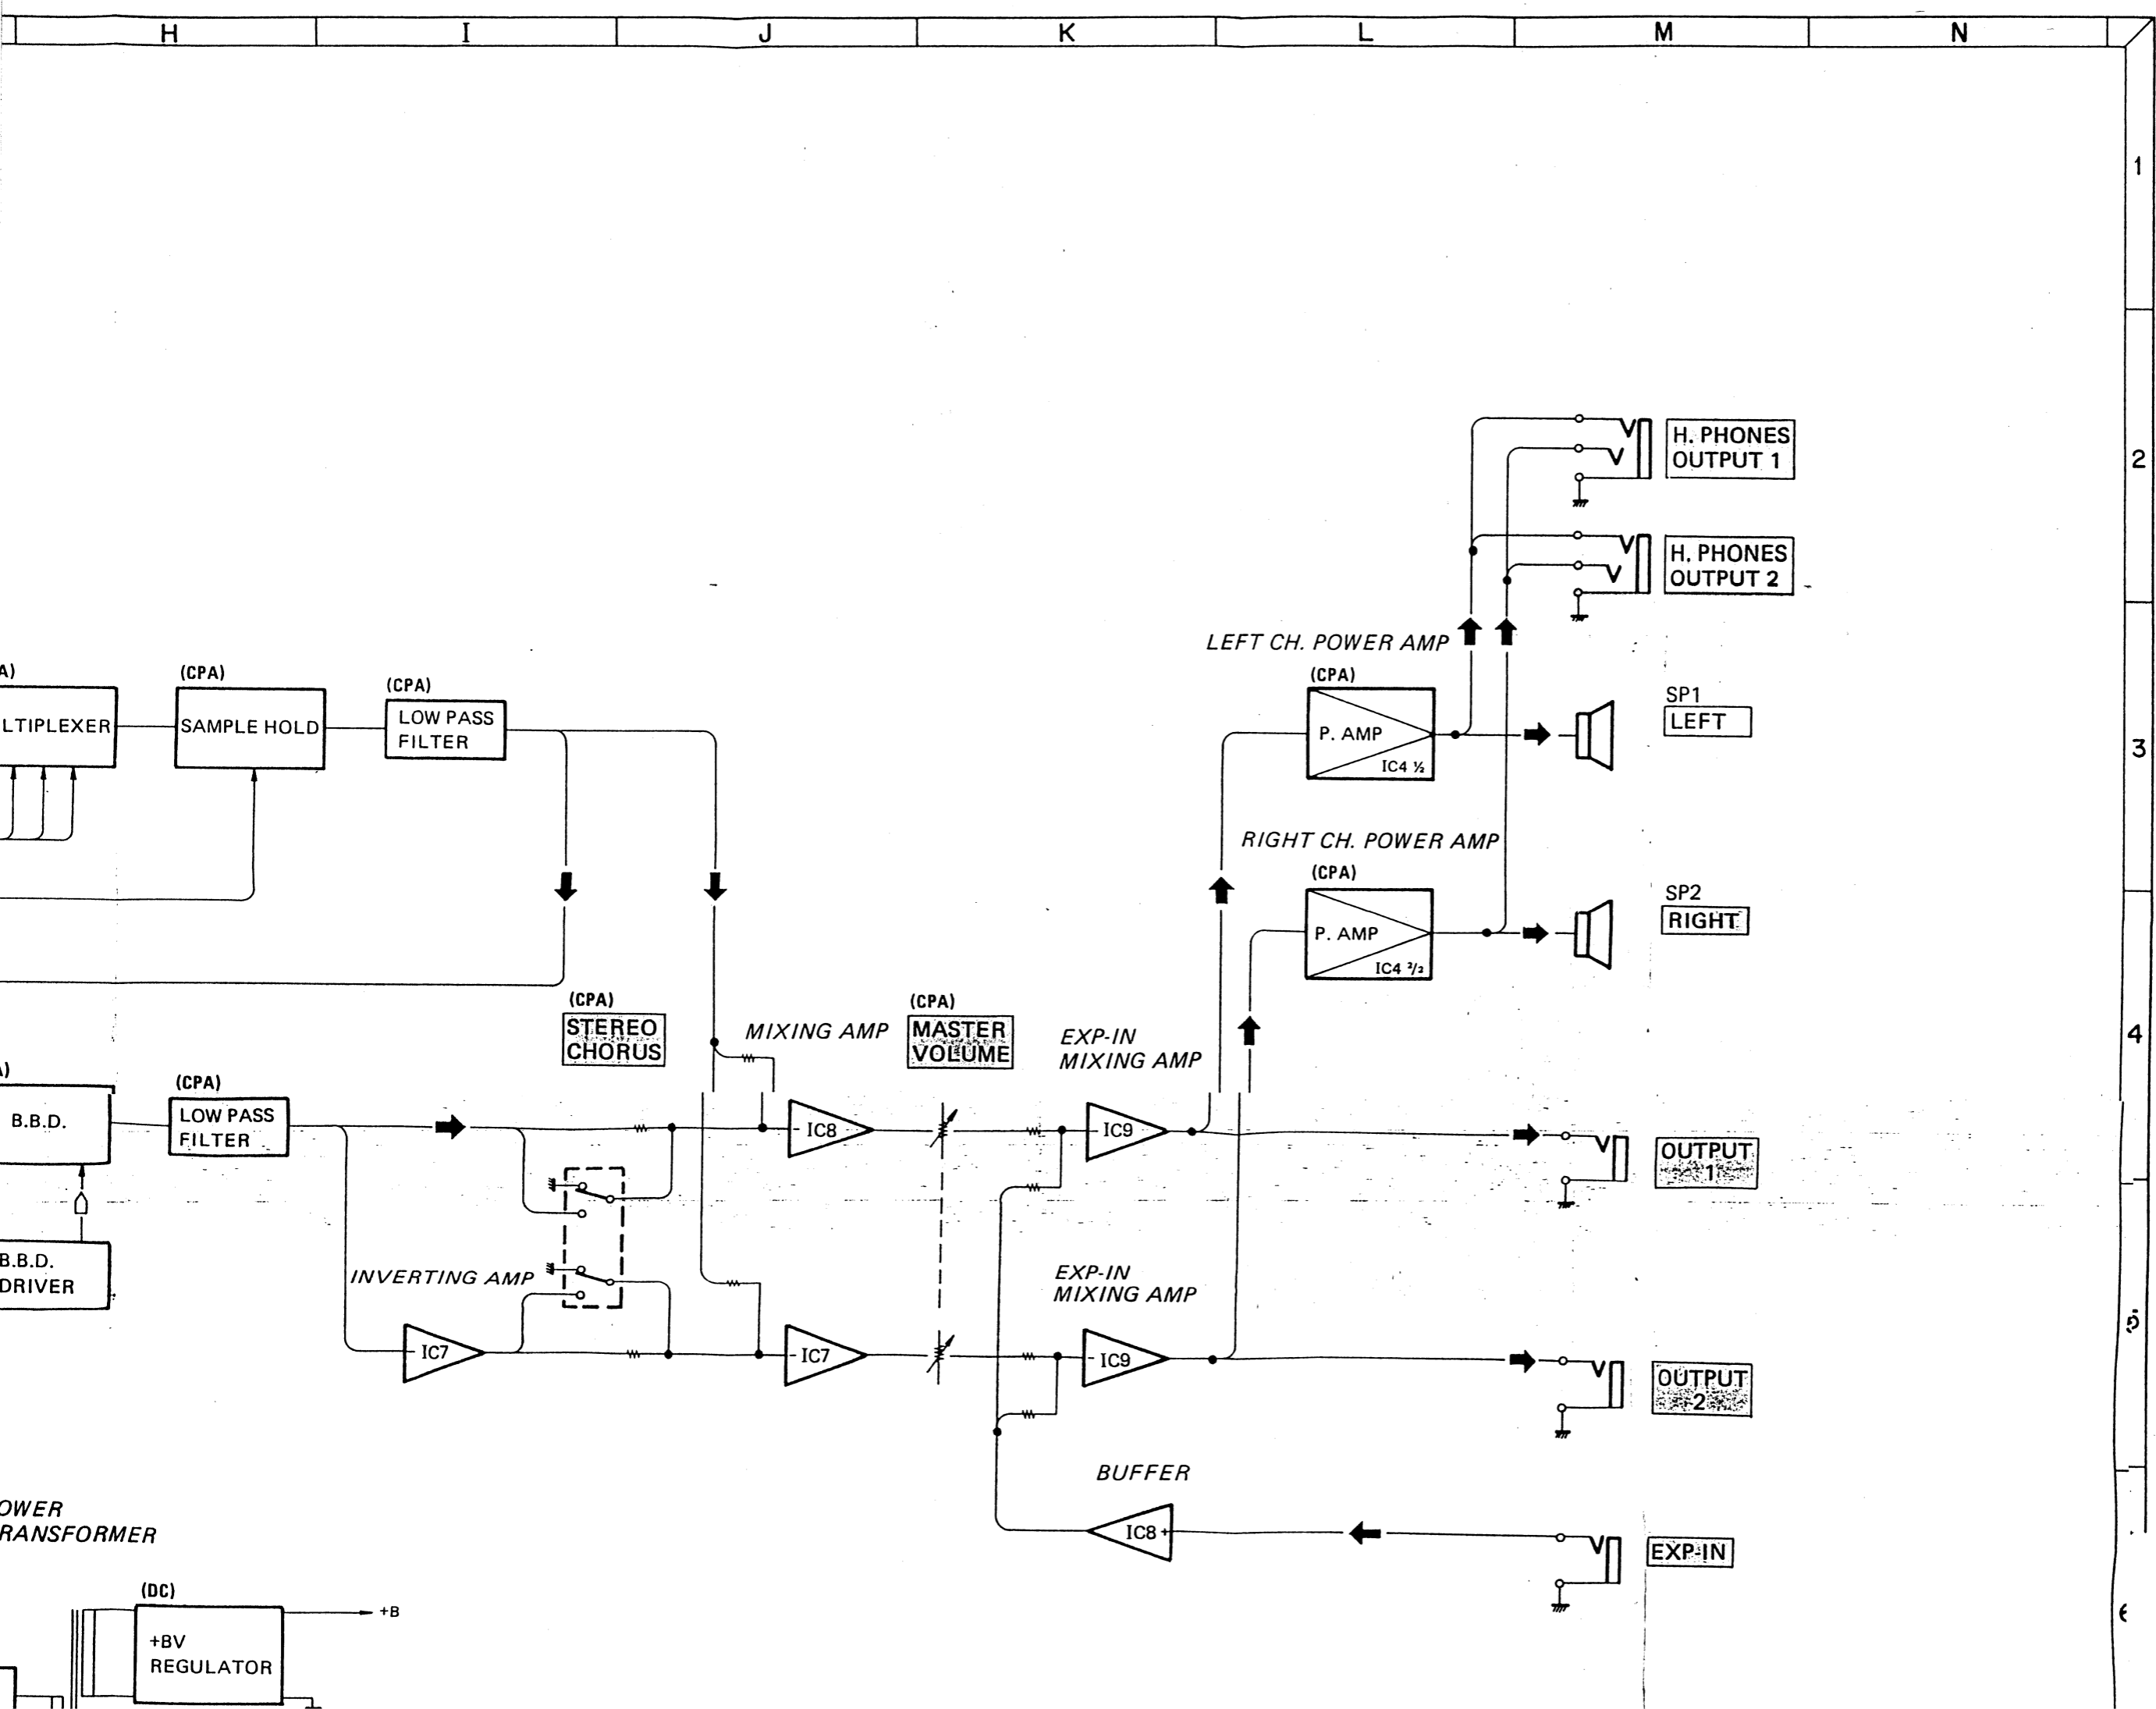 H I J K L M N
1
2
3
4
5
H. PHONES
OUTPUT 1
H. PHONES
OUTPUT 2
LEFT CH. POWER AMP
(CPA)
P. AMP
IC4 ½
SP1
LEFT
A)
LTIPLEXER
(CPA)
SAMPLE HOLD
(CPA)
LOW PASS
FILTER
RIGHT CH. POWER AMP
(CPA)
P. AMP
IC4 2/2
SP2
RIGHT
(CPA)
STEREO
CHORUS
MIXING AMP
(CPA)
MASTER
VOLUME
EXP-IN
MIXING AMP
)
B.B.D.
(CPA)
LOW PASS
FILTER
- IC8
- IC9
OUTPUT
1
B.B.D.
DRIVER
INVERTING AMP
EXP-IN
MIXING AMP
- IC7
- IC7
- IC9
OUTPUT
2
BUFFER
IC8 +
EXP-IN
OWER
RANSFORMER
(DC)
+BV
REGULATOR
+B